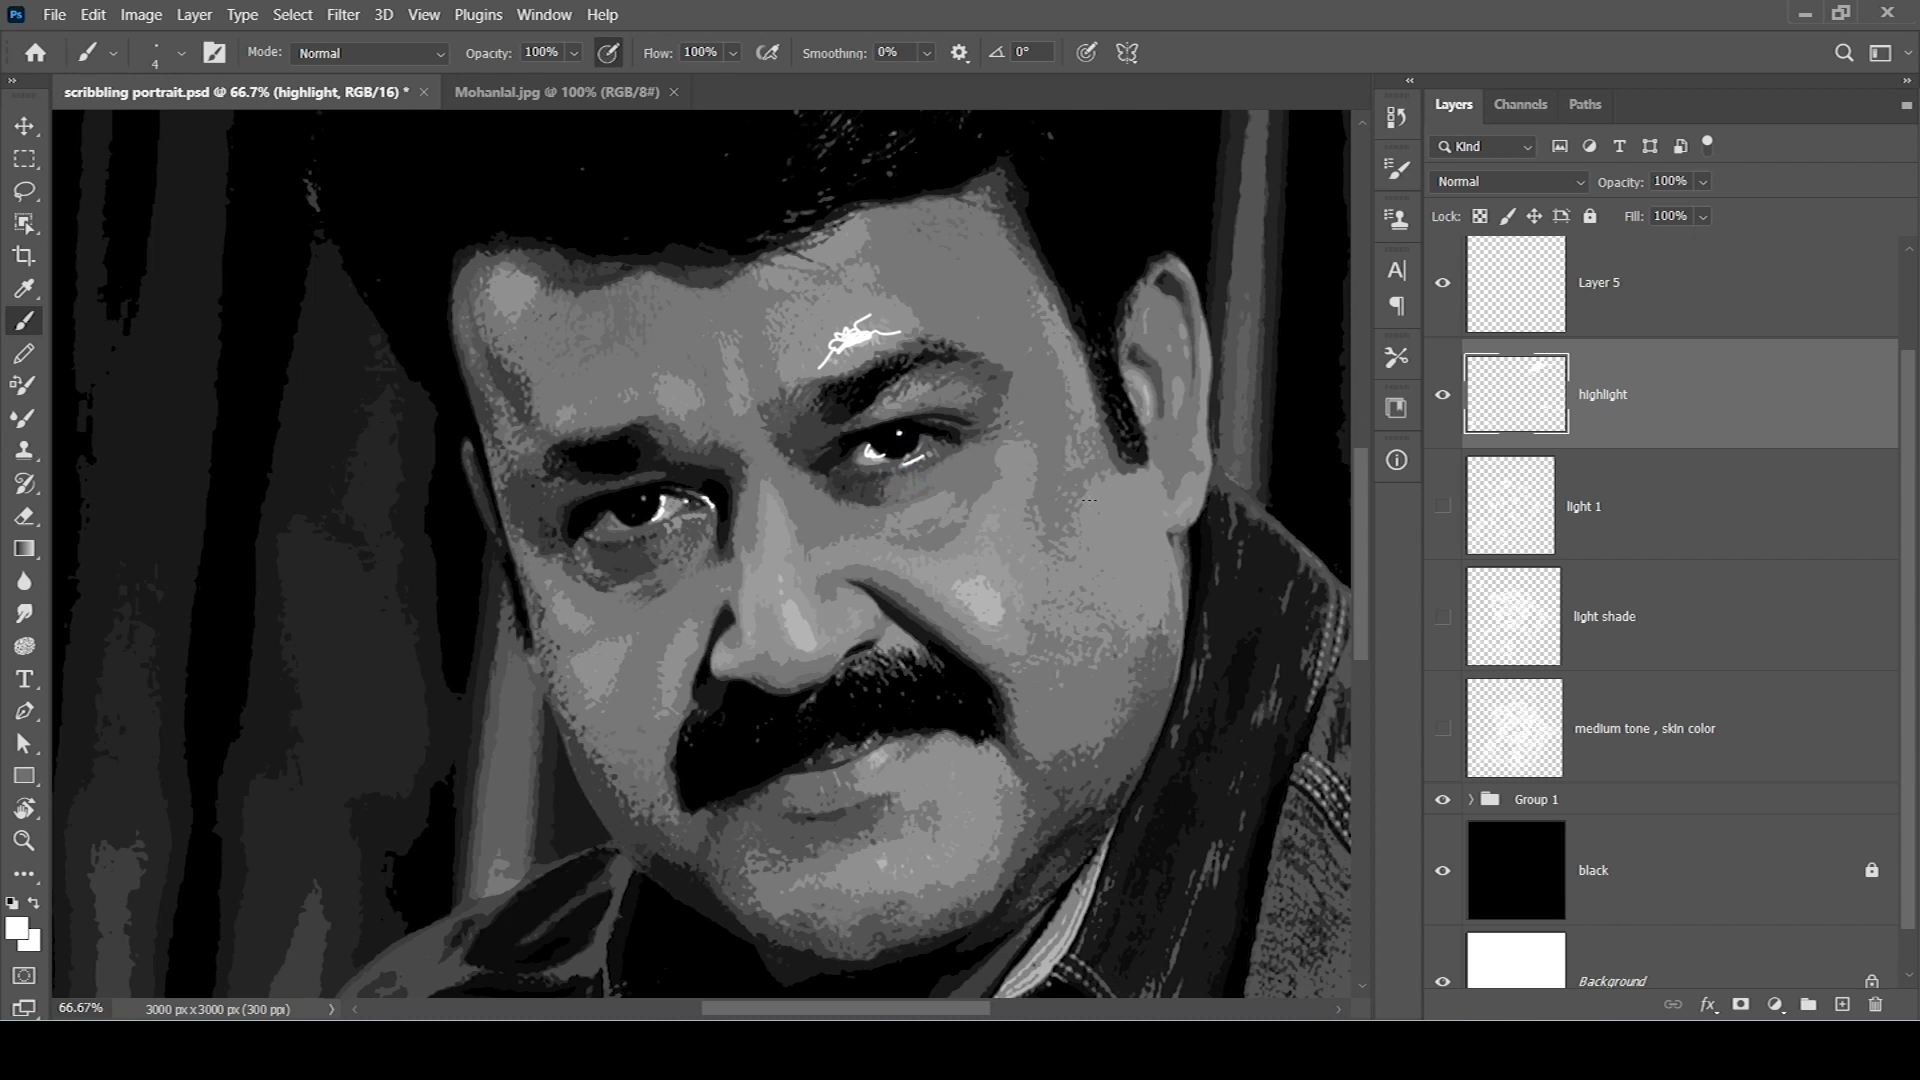 Ps File Edit Image Layer Type Select Filter 3D View Plugins Window Help
4 Mode: Normal Opacity: 100% Flow: 100% Smoothing: 0% 0°
scribbling portrait.psd @ 66.7% (highlight, RGB/16) * Mohanlal.jpg @ 100% (RGB/8#)
Layers Channels Paths
Kind
Normal Opacity: 100%
Lock: Fill: 100%
Layer 5
highlight
light 1
light shade
medium tone , skin color
Group 1
black
Background
66.67% 3000 px x 3000 px (300 ppi)